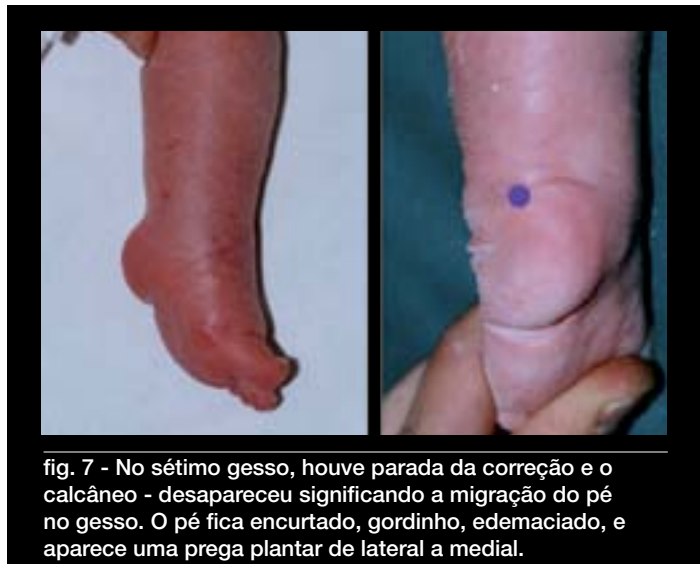 fig. 7 - No sétimo gesso, houve parada da correção e o
calcâneo - desapareceu significando a migração do pé
no gesso. O pé fica encurtado, gordinho, edemaciado, e
aparece uma prega plantar de lateral a medial.